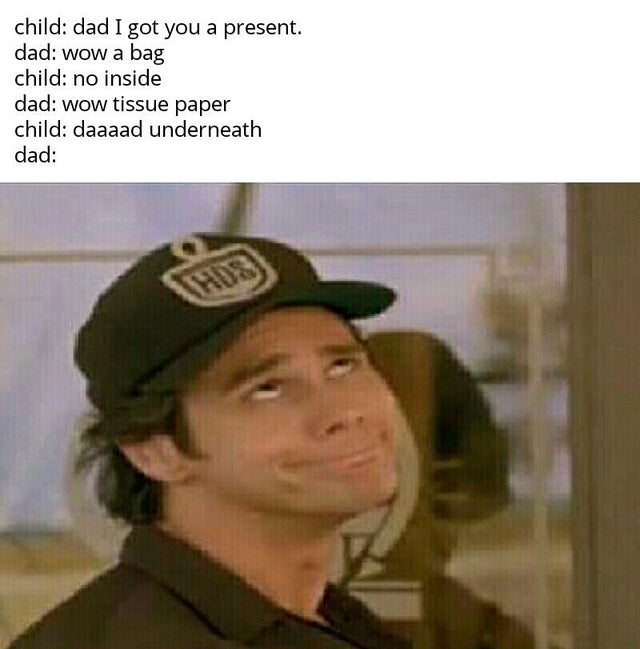 child: dad I got you a present.
dad: wow a bag
child: no inside
dad: wow tissue paper
child: daaaad underneath
dad:
HDS